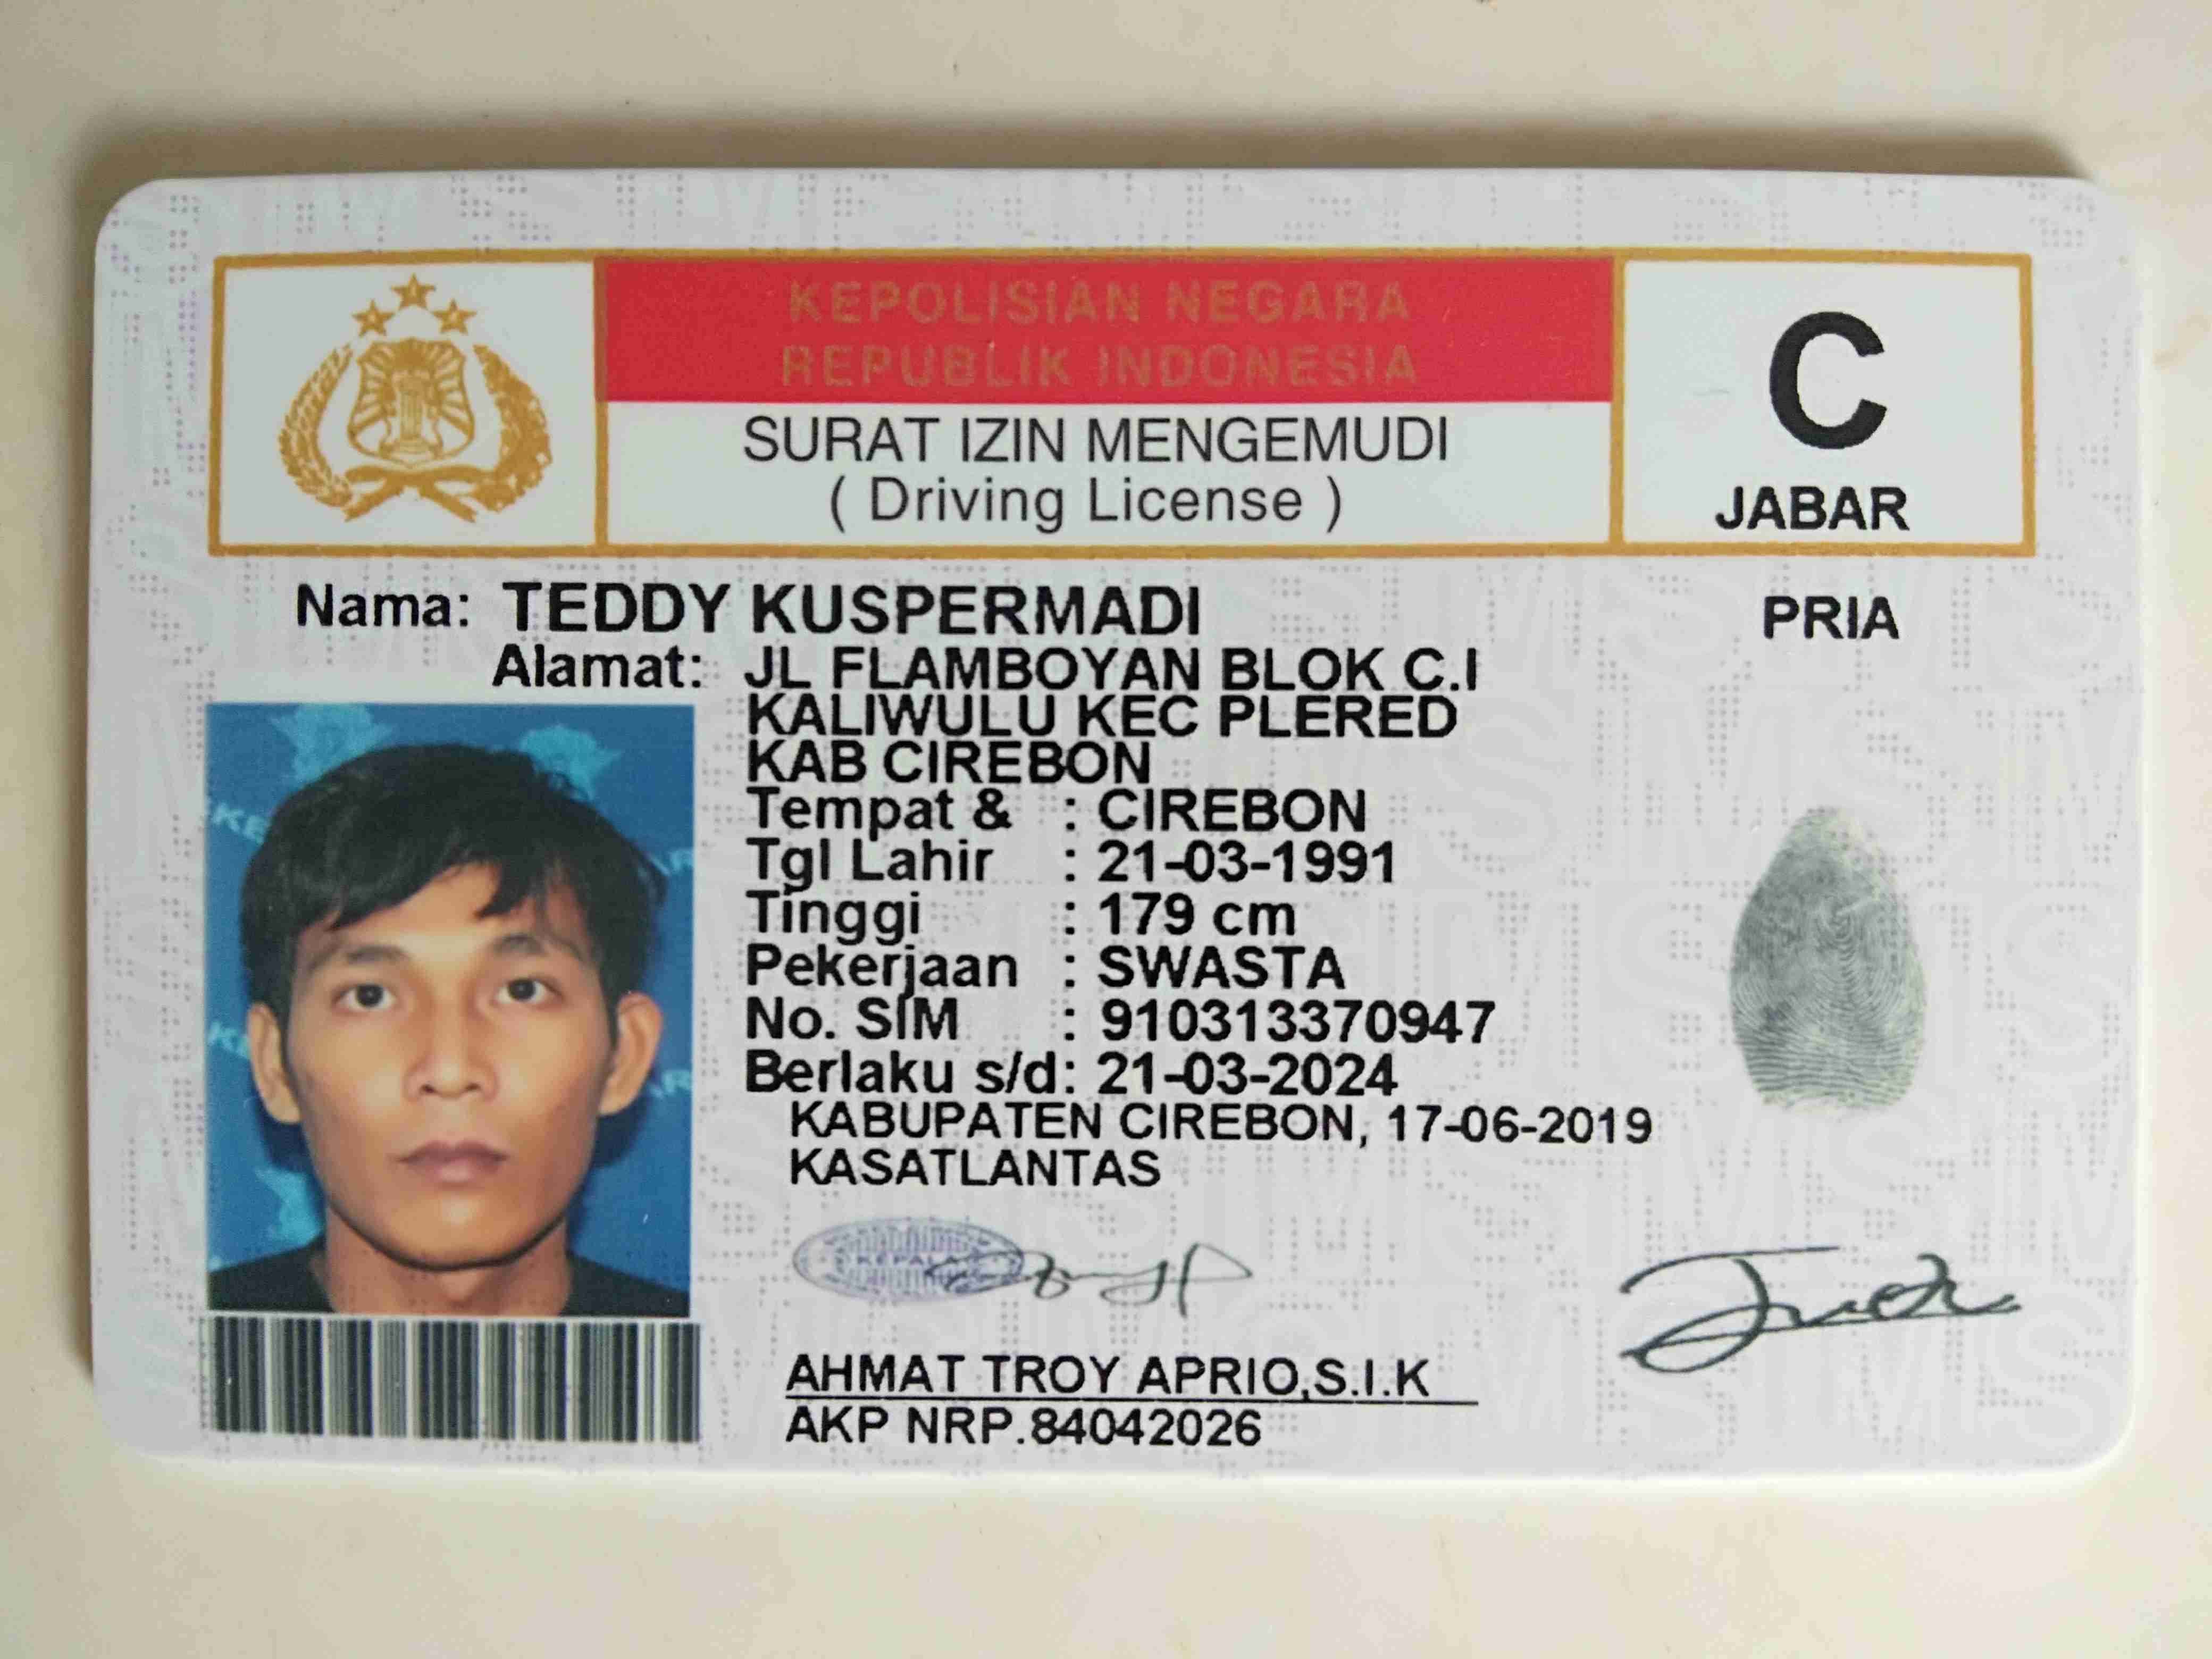 KEPOLISIAN NEGARA
REPUBLIK INDONESIA
SURAT IZIN MENGEMUDI
( Driving License )
C
JABAR
Nama: TEDDY KUSPERMADI
PRIA
Alamat: JL FLAMBOYAN BLOK C.I
KALIWULU KEC PLERED
KAB CIREBON
Tempat & : CIREBON
Tgl Lahir : 21-03-1991
Tinggi : 179 cm
Pekerjaan : SWASTA
No. SIM : 910313370947
Berlaku s/d: 21-03-2024
KABUPATEN CIREBON, 17-06-2019
KASATLANTAS
AHMAT TROY APRIO,S.I.K
AKP NRP.84042026